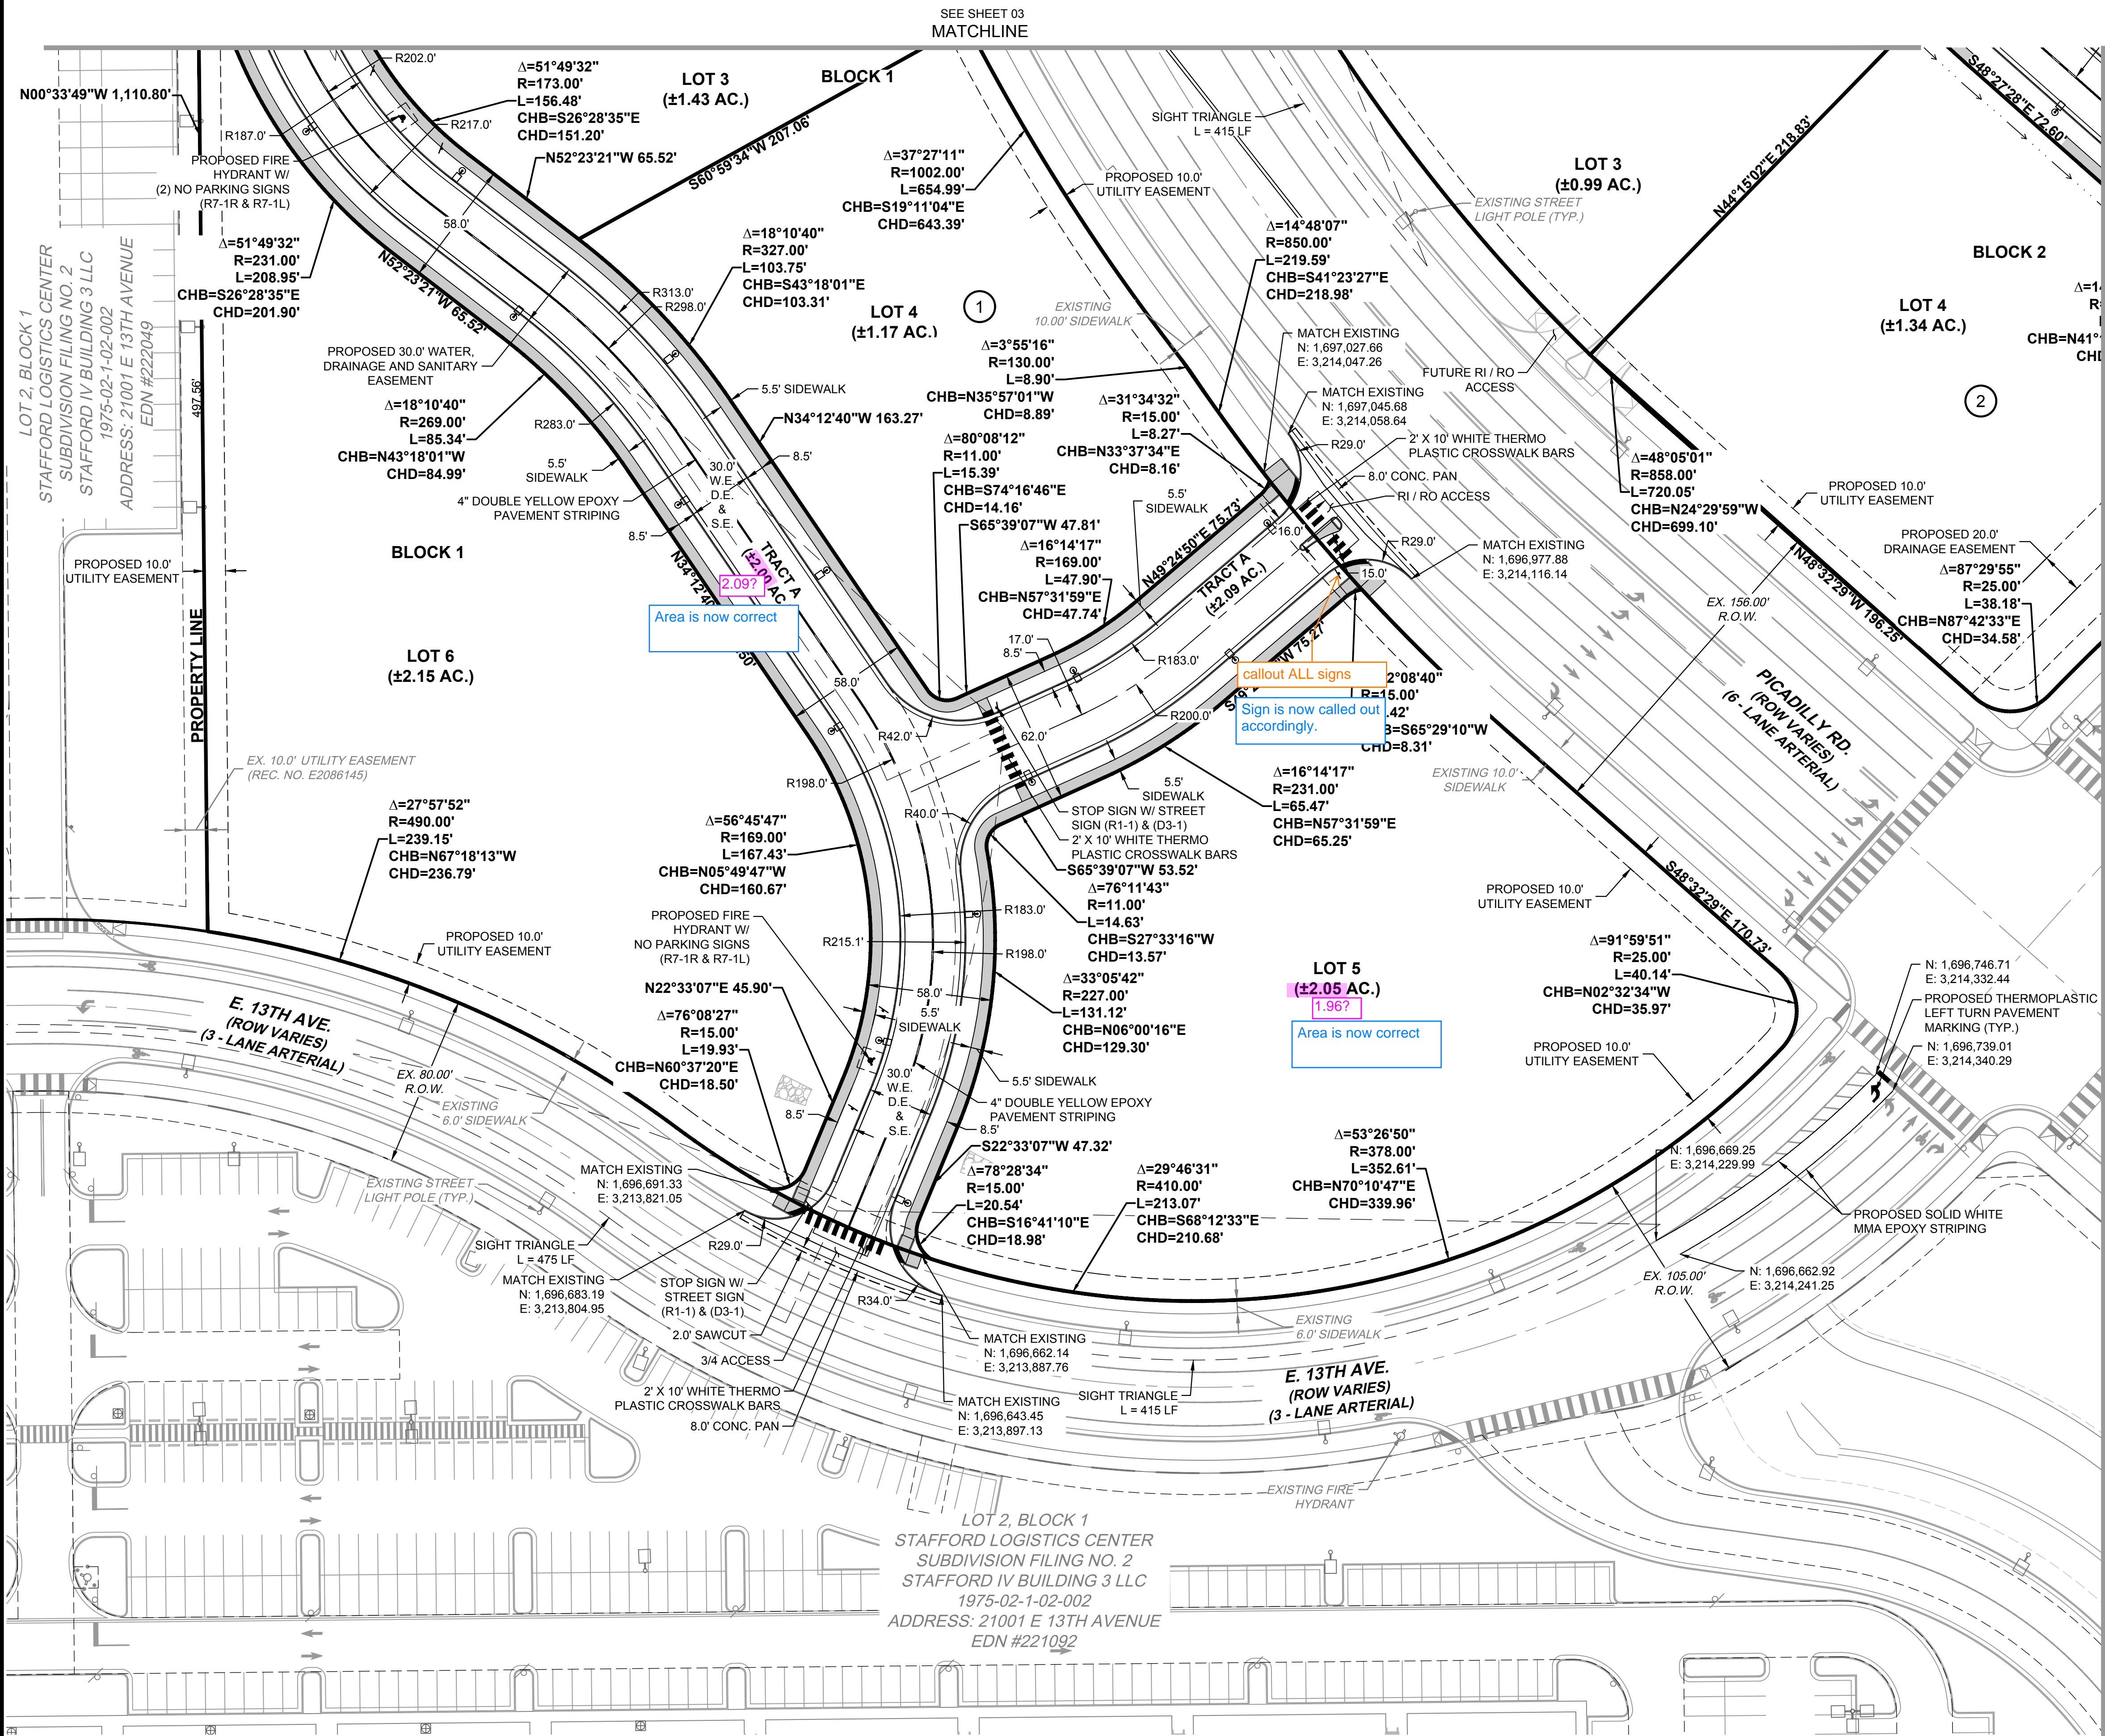 SEE SHEET 03
MATCHLINE
N00°33'49"W 1,110.80'
R202.0'
R187.0'
R217.0'
Δ=51°49'32"
R=173.00'
L=156.48'
CHB=S26°28'35"E
CHD=151.20'
N52°23'21"W 65.52'
LOT 3
(±1.43 AC.)
BLOCK 1
S60°59'34"W 207.06'
PROPOSED FIRE
HYDRANT W/
(2) NO PARKING SIGNS
(R7-1R & R7-1L)
58.0'
Δ=51°49'32"
R=231.00'
L=208.95'
CHB=S26°28'35"E
CHD=201.90'
N52°23'21"W 65.52'
LOT 2, BLOCK 1
STAFFORD LOGISTICS CENTER
SUBDIVISION FILING NO. 2
STAFFORD IV BUILDING 3 LLC
1975-02-1-02-002
ADDRESS: 21001 E 13TH AVENUE
EDN #222049
497.56'
Δ=37°27'11"
R=1002.00'
L=654.99'
CHB=S19°11'04"E
CHD=643.39'
SIGHT TRIANGLE
L = 415 LF
PROPOSED 10.0'
UTILITY EASEMENT
Δ=18°10'40"
R=327.00'
L=103.75'
CHB=S43°18'01"E
CHD=103.31'
R313.0'
R298.0'
LOT 4
(±1.17 AC.)
1
EXISTING
10.00' SIDEWALK
Δ=14°48'07"
R=850.00'
L=219.59'
CHB=S41°23'27"E
CHD=218.98'
EXISTING STREET
LIGHT POLE (TYP.)
LOT 3
(±0.99 AC.)
N44°15'02"E 218.83'
S48°27'28"E 72.60'
BLOCK 2
LOT 4
(±1.34 AC.)
2
Δ=14
CHB=N41°
PROPOSED 30.0' WATER,
DRAINAGE AND SANITARY
EASEMENT
Δ=18°10'40"
R=269.00'
L=85.34'
CHB=N43°18'01"W
CHD=84.99'
R283.0'
5.5'
SIDEWALK
4" DOUBLE YELLOW EPOXY
PAVEMENT STRIPING
8.5'
30.0'
W.E.
D.E.
&
S.E.
5.5' SIDEWALK
N34°12'40"W 163.27'
8.5'
Δ=3°55'16"
R=130.00'
L=8.90'
CHB=N35°57'01"W
CHD=8.89'
Δ=31°34'32"
R=15.00'
L=8.27'
CHB=N33°37'34"E
CHD=8.16'
Δ=80°08'12"
R=11.00'
L=15.39'
CHB=S74°16'46"E
CHD=14.16'
S65°39'07"W 47.81'
Δ=16°14'17"
R=169.00'
L=47.90'
CHB=N57°31'59"E
CHD=47.74'
5.5'
SIDEWALK
N49°24'50"E 75.73'
MATCH EXISTING
N: 1,697,027.66
E: 3,214,047.26
MATCH EXISTING
N: 1,697,045.68
E: 3,214,058.64
R29.0'
2' X 10' WHITE THERMO
PLASTIC CROSSWALK BARS
8.0' CONC. PAN
RI / RO ACCESS
16.0'
R29.0'
15.0'
MATCH EXISTING
N: 1,696,977.88
E: 3,214,116.14
FUTURE RI / RO
ACCESS
Δ=48°05'01"
R=858.00'
L=720.05'
CHB=N24°29'59"W
CHD=699.10'
PROPOSED 10.0'
UTILITY EASEMENT
PROPOSED 20.0'
DRAINAGE EASEMENT
Δ=87°29'55"
R=25.00'
L=38.18'
CHB=N87°42'33"E
CHD=34.58'
N48°32'29"W 196.25'
EX. 156.00'
R.O.W.
PICADILLY RD.
(ROW VARIES)
(6 - LANE ARTERIAL)
BLOCK 1
PROPOSED 10.0'
UTILITY EASEMENT
PROPERTY LINE
LOT 6
(±2.15 AC.)
N34°12'40
50'
TRACT A
(±2.00 AC
2.09?
Area is now correct
TRACT A
(±2.09 AC.)
17.0'
8.5'
R183.0'
58.0'
R42.0'
62.0'
R200.0'
W 75.27'
callout ALL signs
Sign is now called out
accordingly.
2°08'40"
R=15.00'
.42'
B=S65°29'10"W
CHD=8.31'
EX. 10.0' UTILITY EASEMENT
(REC. NO. E2086145)
R198.0'
R40.0'
5.5'
SIDEWALK
STOP SIGN W/ STREET
SIGN (R1-1) & (D3-1)
2' X 10' WHITE THERMO
PLASTIC CROSSWALK BARS
S65°39'07"W 53.52'
Δ=16°14'17"
R=231.00'
L=65.47'
CHB=N57°31'59"E
CHD=65.25'
EXISTING 10.0'
SIDEWALK
Δ=27°57'52"
R=490.00'
L=239.15'
CHB=N67°18'13"W
CHD=236.79'
Δ=56°45'47"
R=169.00'
L=167.43'
CHB=N05°49'47"W
CHD=160.67'
Δ=76°11'43"
R=11.00'
L=14.63'
CHB=S27°33'16"W
CHD=13.57'
PROPOSED 10.0'
UTILITY EASEMENT
S48°32'29"E 170.73'
PROPOSED FIRE
HYDRANT W/
NO PARKING SIGNS
(R7-1R & R7-1L)
R215.1'
R183.0'
R198.0'
PROPOSED 10.0'
UTILITY EASEMENT
N22°33'07"E 45.90'
58.0'
5.5'
SIDEWALK
Δ=33°05'42"
R=227.00'
L=131.12'
CHB=N06°00'16"E
CHD=129.30'
LOT 5
(±2.05 AC.)
1.96?
Area is now correct
Δ=91°59'51"
R=25.00'
L=40.14'
CHB=N02°32'34"W
CHD=35.97'
N: 1,696,746.71
E: 3,214,332.44
PROPOSED THERMOPLASTIC
LEFT TURN PAVEMENT
MARKING (TYP.)
N: 1,696,739.01
E: 3,214,340.29
E. 13TH AVE.
(ROW VARIES)
(3 - LANE ARTERIAL)
EX. 80.00'
R.O.W.
EXISTING
6.0' SIDEWALK
Δ=76°08'27"
R=15.00'
L=19.93'
CHB=N60°37'20"E
CHD=18.50'
8.5'
30.0'
W.E.
D.E.
&
S.E.
5.5' SIDEWALK
4" DOUBLE YELLOW EPOXY
PAVEMENT STRIPING
8.5'
S22°33'07"W 47.32'
PROPOSED 10.0'
UTILITY EASEMENT
Δ=78°28'34"
R=15.00'
L=20.54'
CHB=S16°41'10"E
CHD=18.98'
Δ=29°46'31"
R=410.00'
L=213.07'
CHB=S68°12'33"E
CHD=210.68'
Δ=53°26'50"
R=378.00'
L=352.61'
CHB=N70°10'47"E
CHD=339.96'
N: 1,696,669.25
E: 3,214,229.99
PROPOSED SOLID WHITE
MMA EPOXY STRIPING
N: 1,696,662.92
E: 3,214,241.25
EX. 105.00'
R.O.W.
MATCH EXISTING
N: 1,696,691.33
E: 3,213,821.05
EXISTING STREET
LIGHT POLE (TYP.)
SIGHT TRIANGLE
L = 475 LF
MATCH EXISTING
N: 1,696,683.19
E: 3,213,804.95
R29.0'
STOP SIGN W/
STREET SIGN
(R1-1) & (D3-1)
2.0' SAWCUT
3/4 ACCESS
2' X 10' WHITE THERMO
PLASTIC CROSSWALK BARS
8.0' CONC. PAN
R34.0'
MATCH EXISTING
N: 1,696,662.14
E: 3,213,887.76
MATCH EXISTING
N: 1,696,643.45
E: 3,213,897.13
SIGHT TRIANGLE
L = 415 LF
EXISTING
6.0' SIDEWALK
E. 13TH AVE.
(ROW VARIES)
(3 - LANE ARTERIAL)
EXISTING FIRE
HYDRANT
LOT 2, BLOCK 1
STAFFORD LOGISTICS CENTER
SUBDIVISION FILING NO. 2
STAFFORD IV BUILDING 3 LLC
1975-02-1-02-002
ADDRESS: 21001 E 13TH AVENUE
EDN #221092